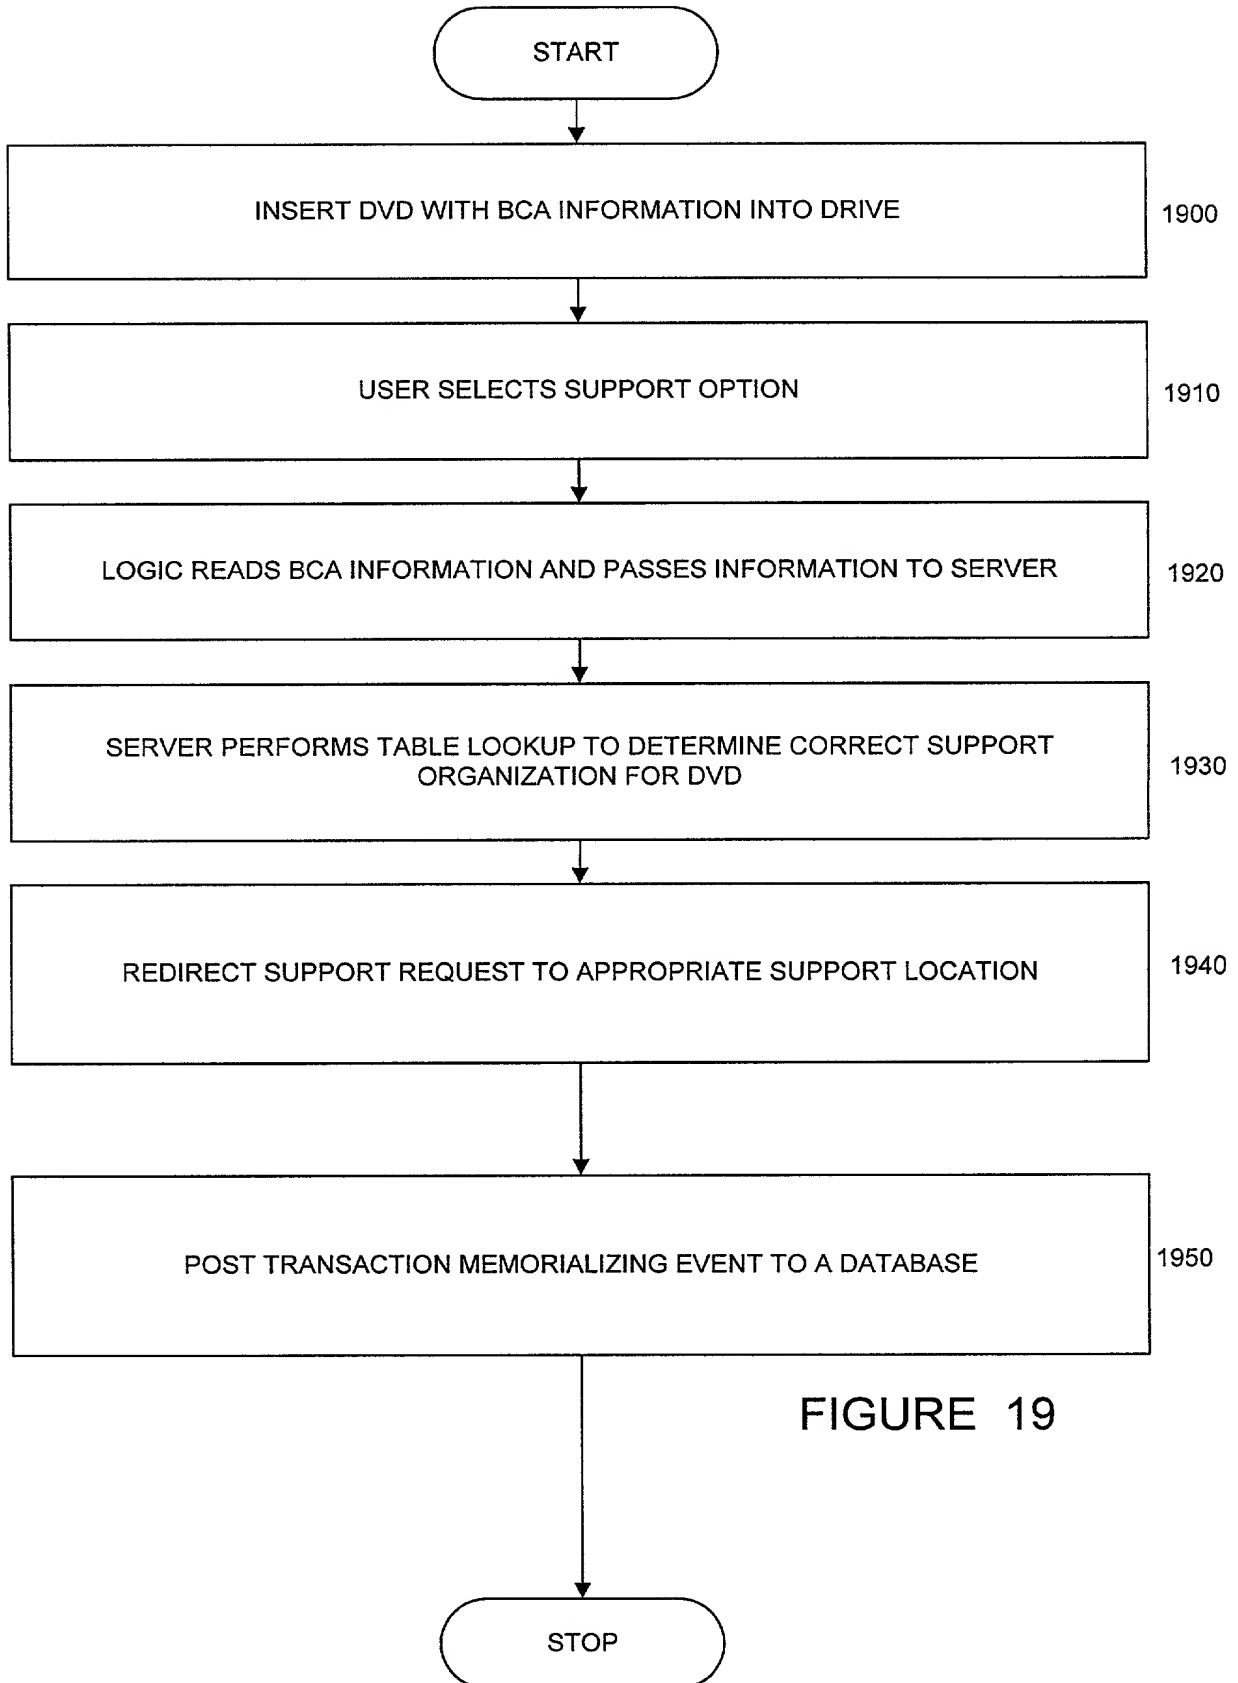 START
INSERT DVD WITH BCA INFORMATION INTO DRIVE
1900
USER SELECTS SUPPORT OPTION
1910
LOGIC READS BCA INFORMATION AND PASSES INFORMATION TO SERVER
1920
SERVER PERFORMS TABLE LOOKUP TO DETERMINE CORRECT SUPPORT
ORGANIZATION FOR DVD
1930
REDIRECT SUPPORT REQUEST TO APPROPRIATE SUPPORT LOCATION
1940
POST TRANSACTION MEMORIALIZING EVENT TO A DATABASE
1950
FIGURE 19
STOP